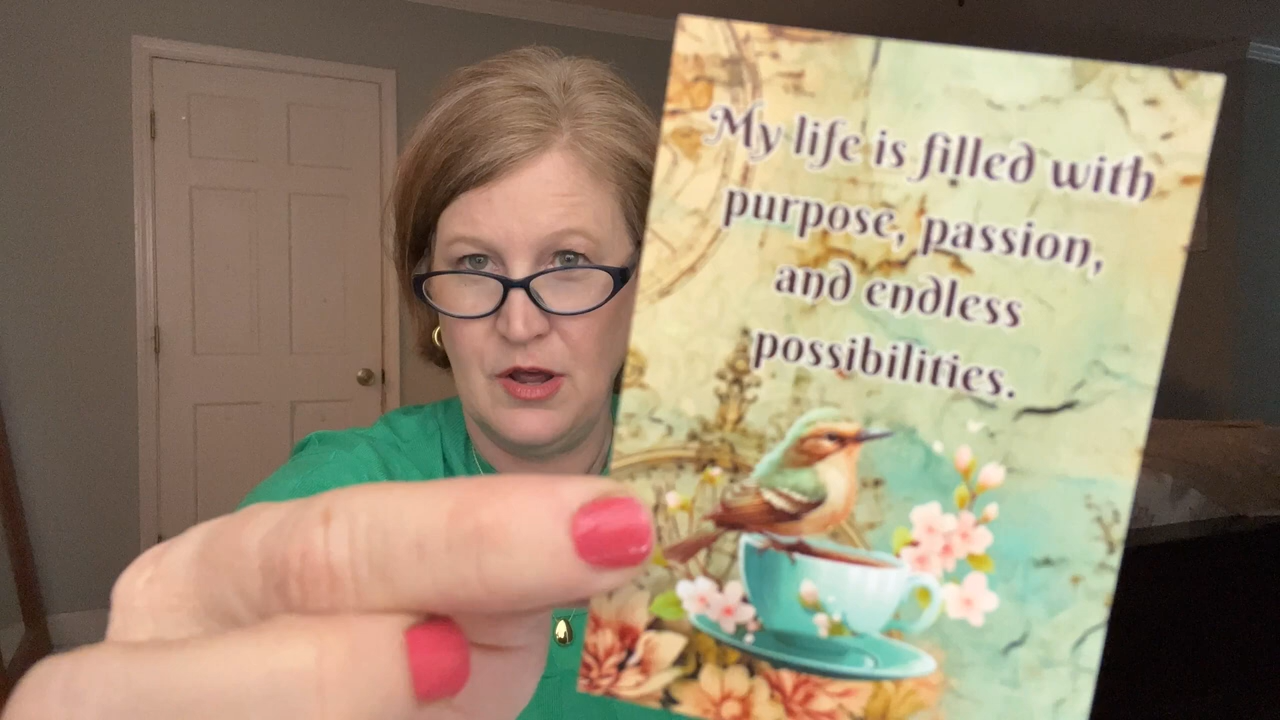 My life is filled with
purpose, passion,
and endless
possibilities.